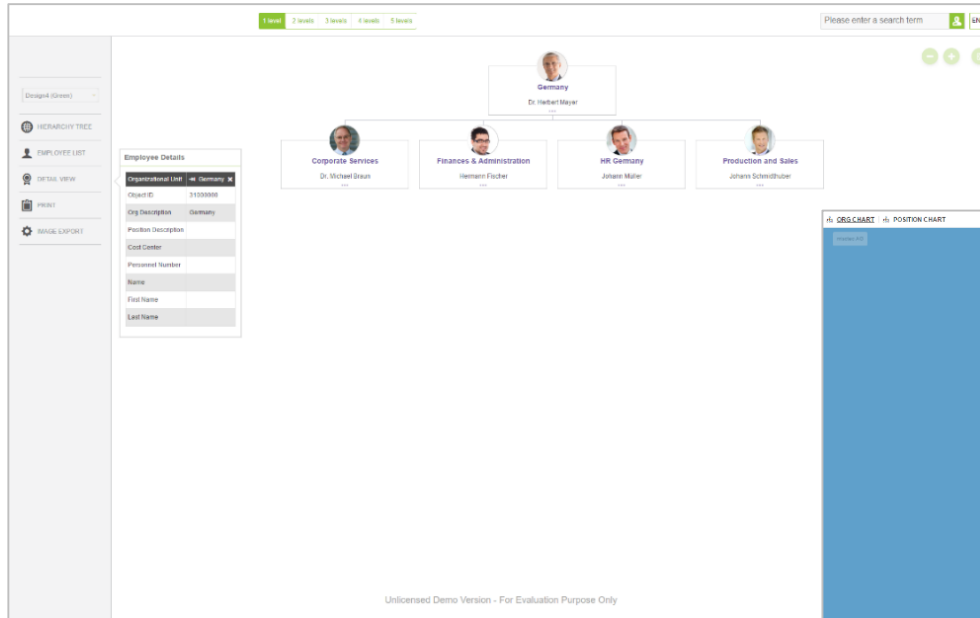 1 level 2 levels 3 levels 4 levels 5 levels
Please enter a search term
EN
Design4 (Green)
HIERARCHY TREE
EMPLOYEE LIST
DETAIL VIEW
PRINT
IMAGE EXPORT
Germany
Dr. Herbert Mayer
Corporate Services
Dr. Michael Braun
Finances & Administration
Hermann Fischer
HR Germany
Johann Müller
Production and Sales
Johann Schmidlhuber
Employee Details
Organizational Unit Germany
Object ID
Org Description Germany
Position Description
Cost Center
Personnel Number
Name
First Name
Last Name
ORG CHART | POSITION CHART
Unlicensed Demo Version - For Evaluation Purpose Only